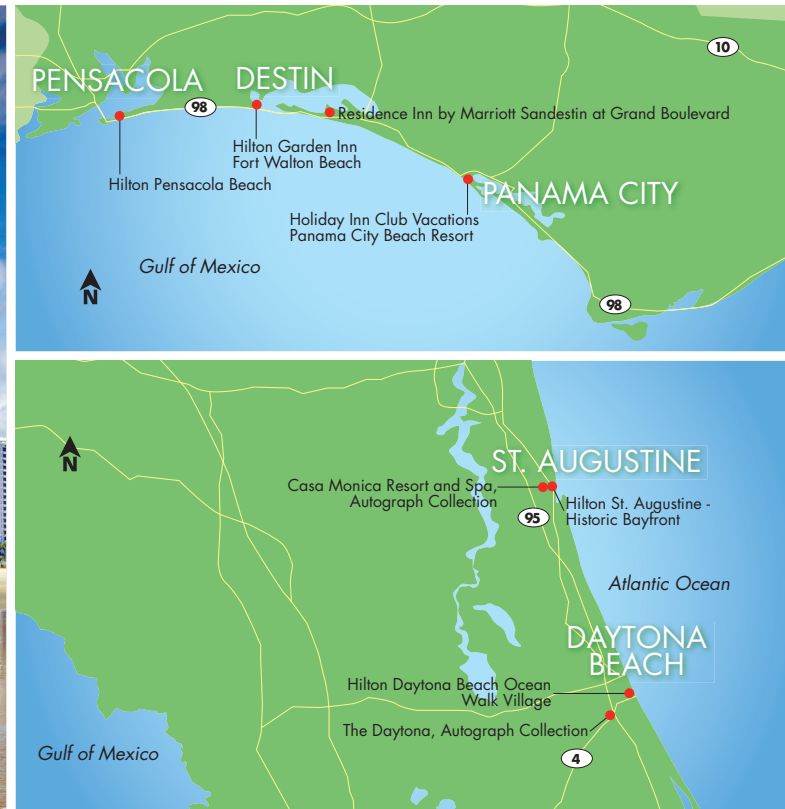 10
PENSACOLA
DESTIN
98
Residence Inn by Marriott Sandestin at Grand Boulevard
Hilton Garden Inn
Fort Walton Beach
Hilton Pensacola Beach
PANAMA CITY
Holiday Inn Club Vacations
Panama City Beach Resort
Gulf of Mexico
N
98
N
ST. AUGUSTINE
Casa Monica Resort and Spa,
Autograph Collection
Hilton St. Augustine -
Historic Bayfront
95
Atlantic Ocean
DAYTONA
BEACH
Hilton Daytona Beach Ocean
Walk Village
The Daytona, Autograph Collection
Gulf of Mexico
4